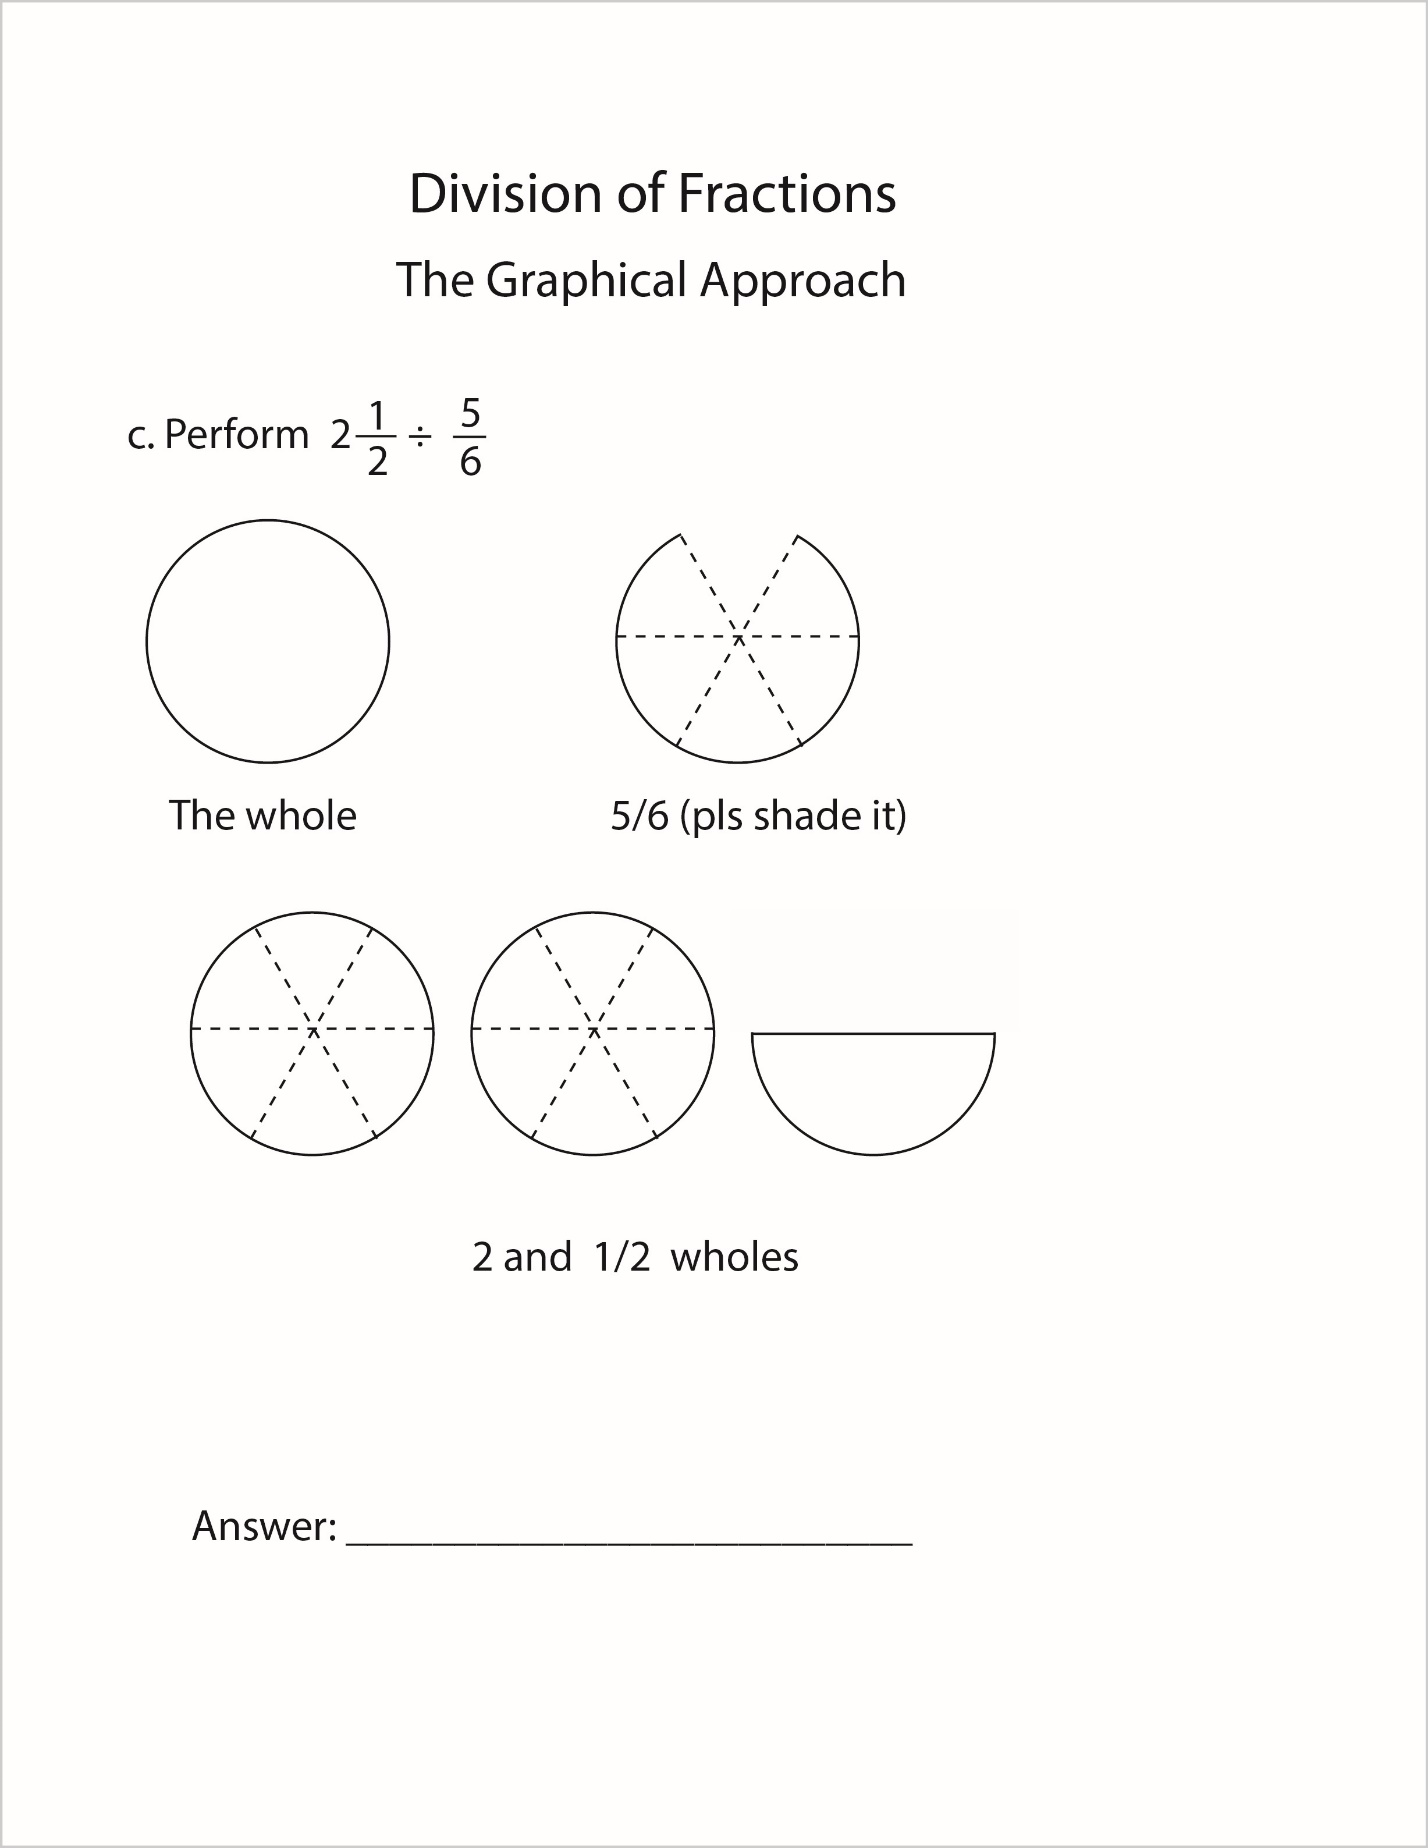 Division of Fractions
The Graphical Approach
c. Perform 2 1/2 ÷ 5/6
The whole
5/6 (pls shade it)
2 and 1/2 wholes
Answer: ___________________________